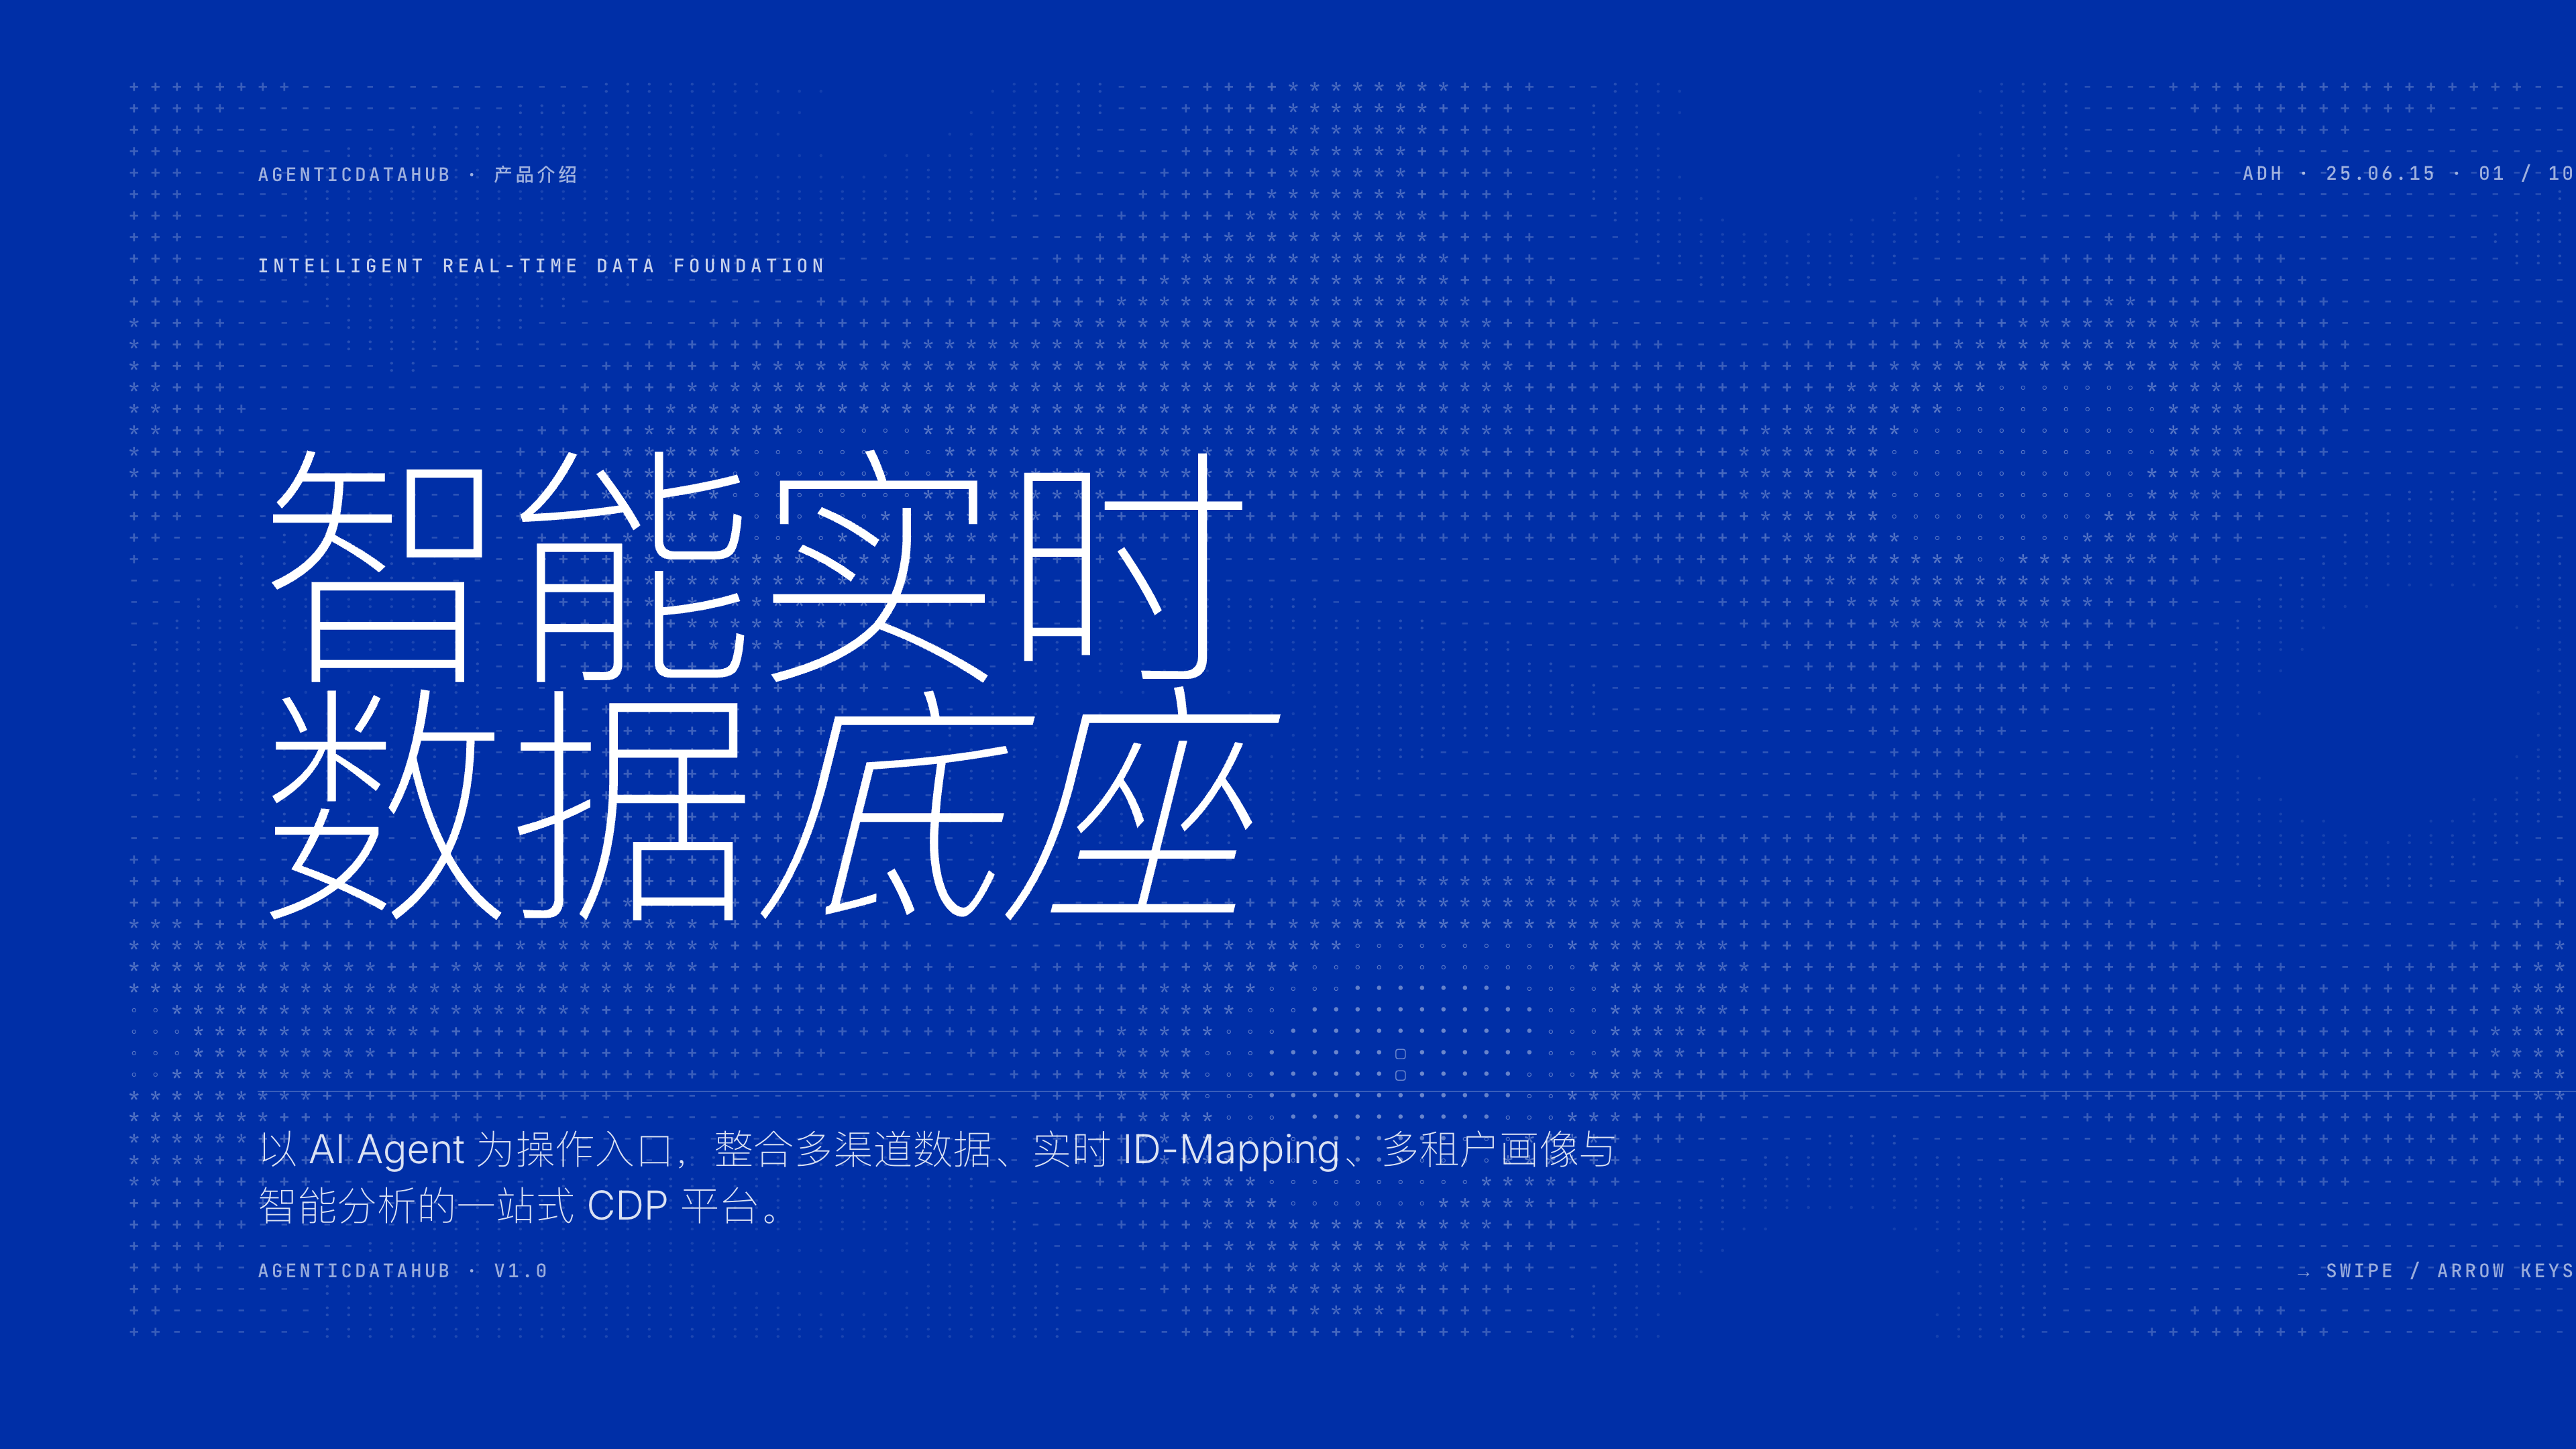 AGENTICDATAHUB · 产品介绍
ADH · 25.06.15 · 01 / 10
INTELLIGENT REAL-TIME DATA FOUNDATION
智能实时
数据底座
以 AI Agent 为操作入口，整合多渠道数据、实时 ID-Mapping、多租户画像与
智能分析的一站式 CDP 平台。
AGENTICDATAHUB · V1.0
→ SWIPE / ARROW KEYS